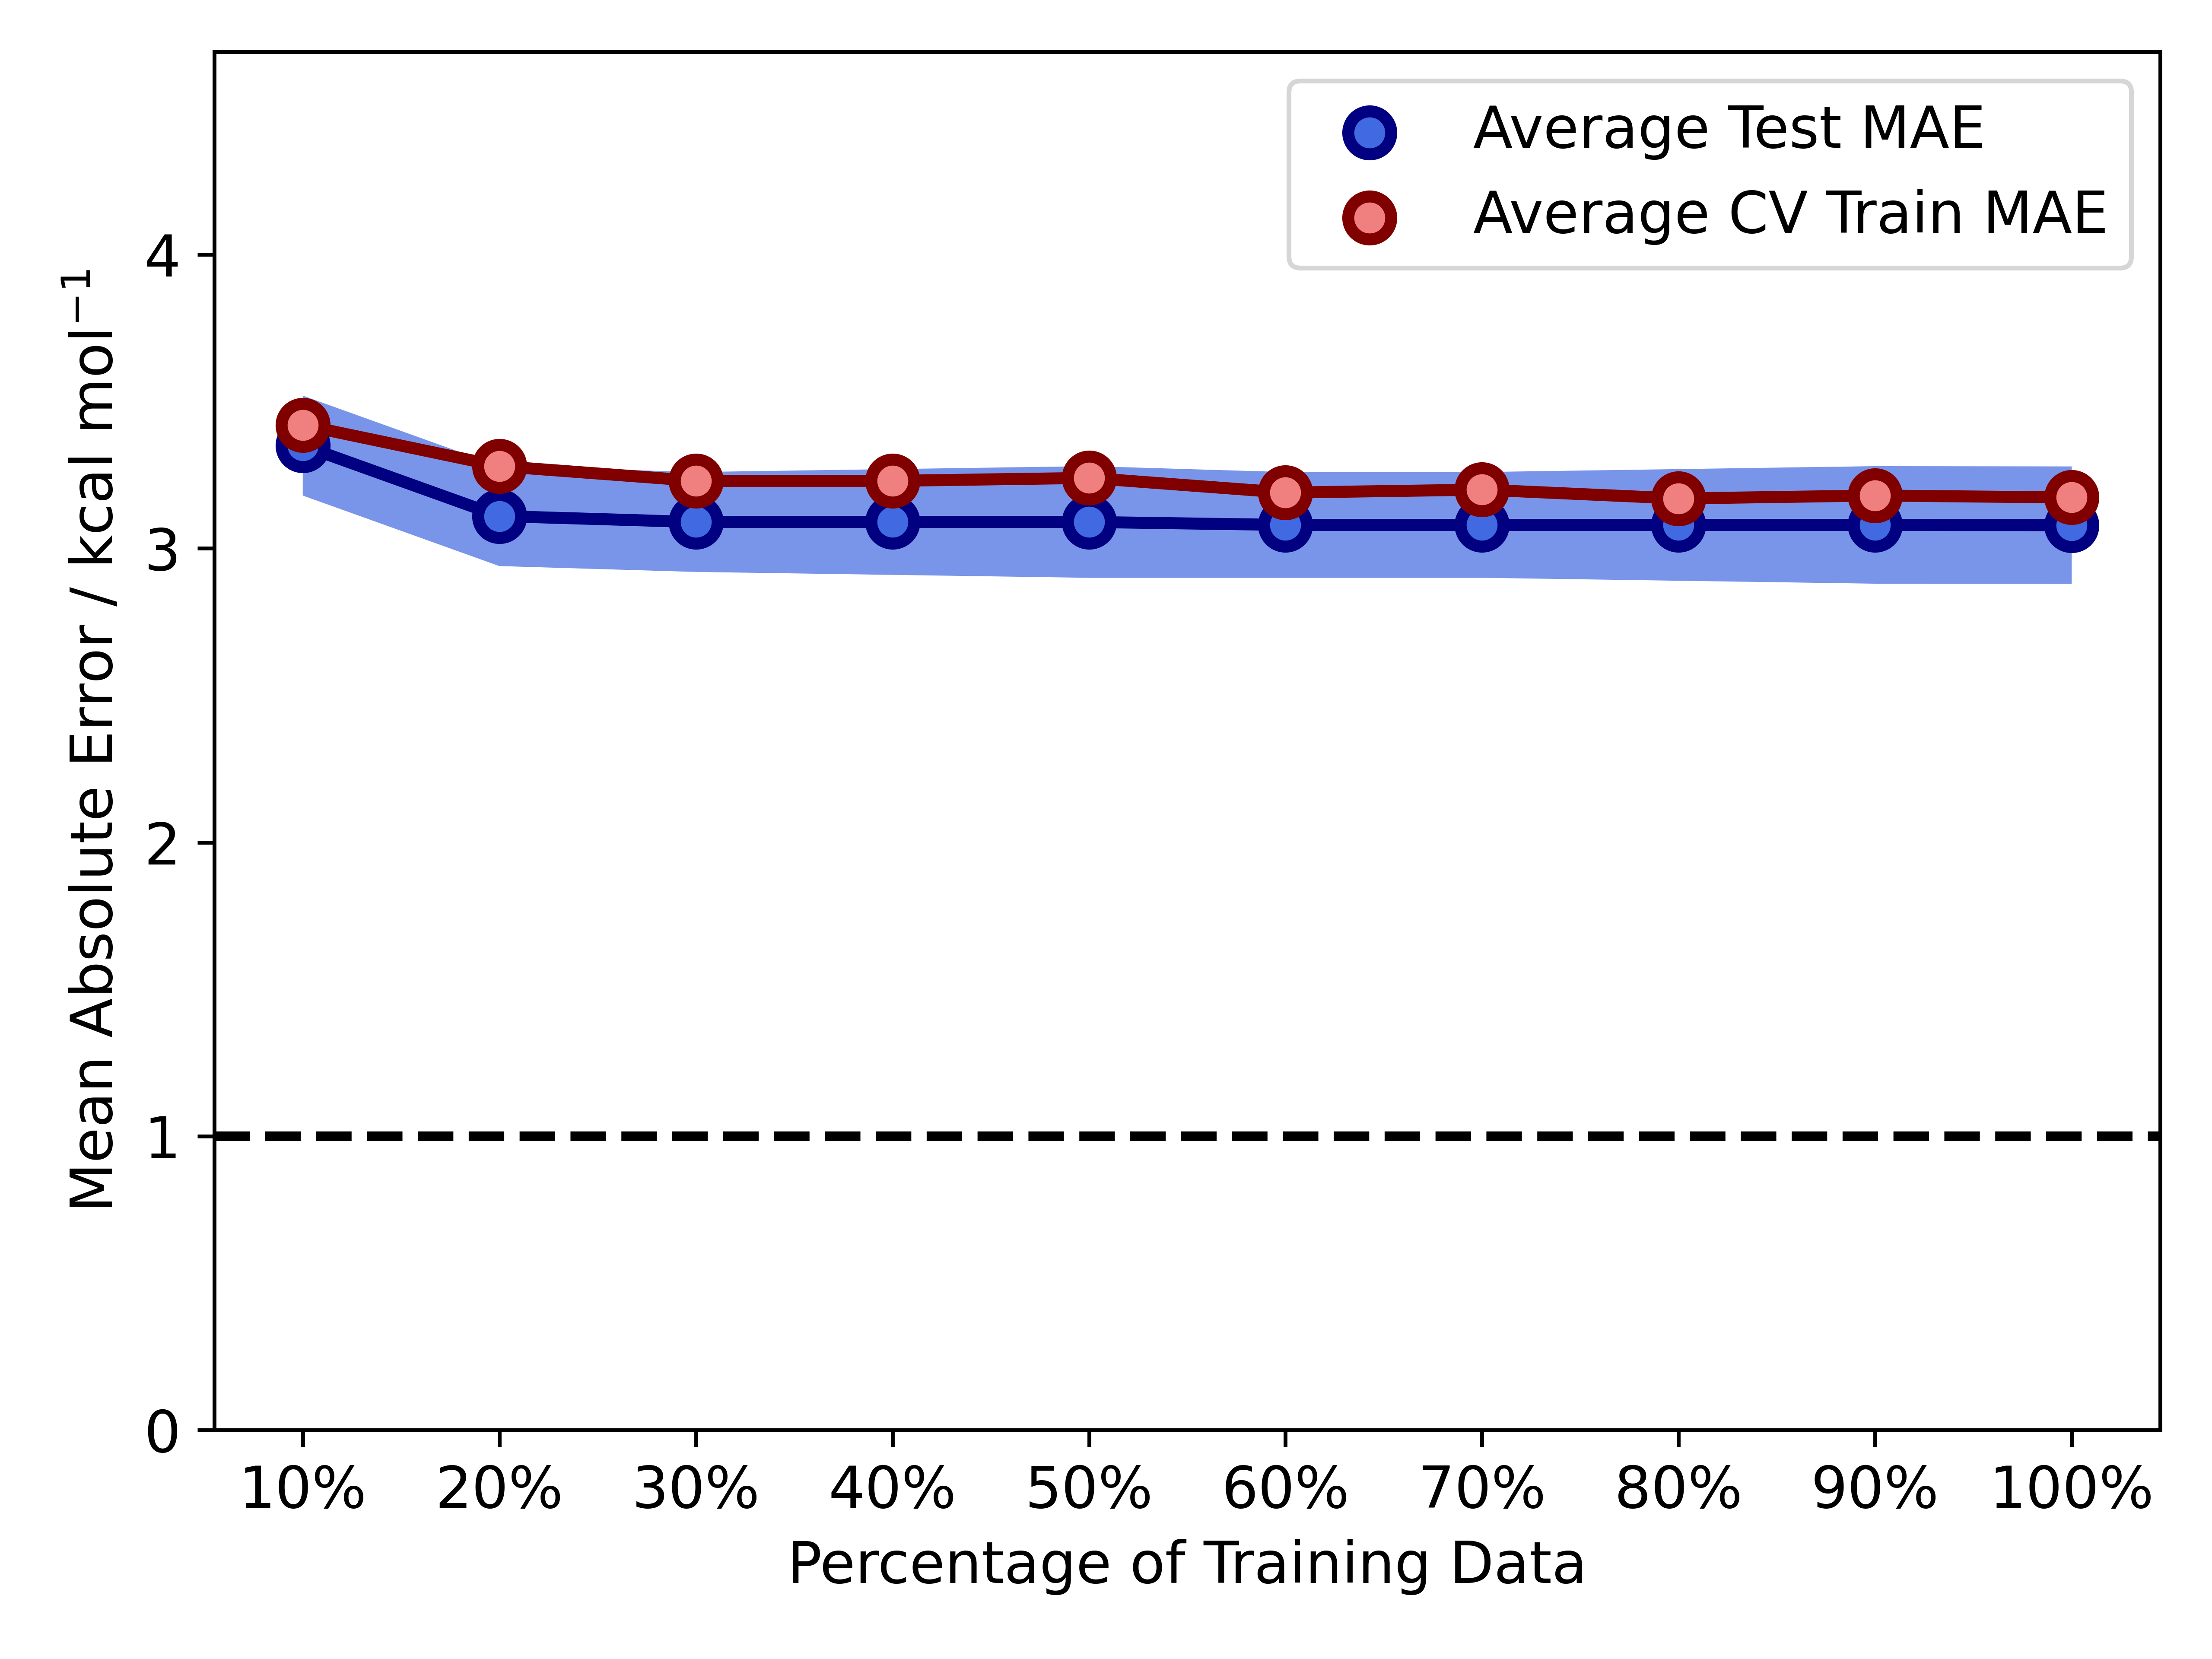 Average Test MAE
Average CV Train MAE
Mean Absolute Error / kcal mol⁻¹
4
3
2
1
0
10% 20% 30% 40% 50% 60% 70% 80% 90% 100%
Percentage of Training Data